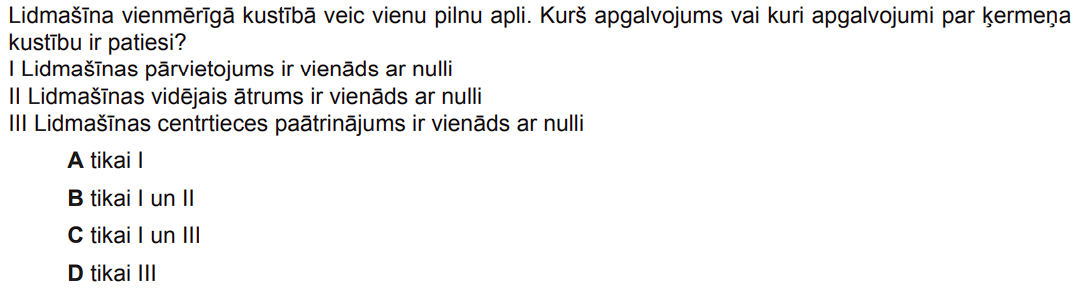 Lidmašīna vienmērīgā kustībā veic vienu pilnu apli. Kurš apgalvojums vai kuri apgalvojumi par ķermeņa
kustību ir patiesi?
I Lidmašīnas pārvietojums ir vienāds ar nulli
II Lidmašīnas vidējais ātrums ir vienāds ar nulli
III Lidmašīnas centrtieces paātrinājums ir vienāds ar nulli
A tikai I
B tikai I un II
C tikai I un III
D tikai III